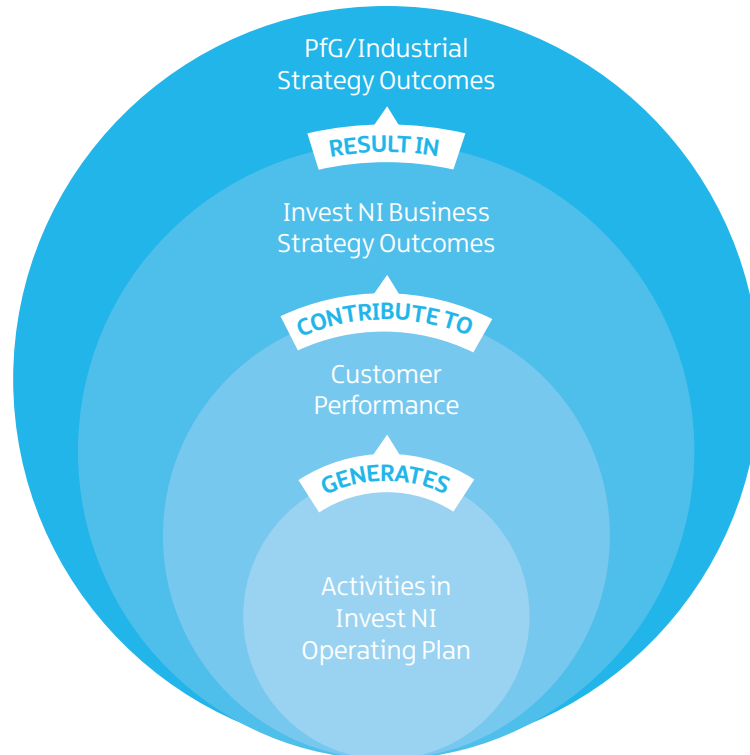 PfG/Industrial
Strategy Outcomes
RESULT IN
Invest NI Business
Strategy Outcomes
CONTRIBUTE TO
Customer
Performance
GENERATES
Activities in
Invest NI
Operating Plan